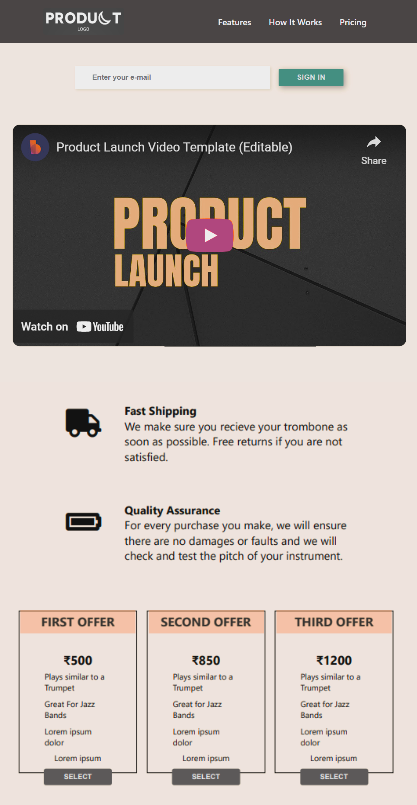 PRODUCT
LOGO
Features How It Works Pricing
Enter your e-mail
SIGN IN
Product Launch Video Template (Editable)
Share
PRODUCT
LAUNCH
Watch on YouTube
Fast Shipping
We make sure you recieve your trombone as
soon as possible. Free returns if you are not
satisfied.
Quality Assurance
For every purchase you make, we will ensure
there are no damages or faults and we will
check and test the pitch of your instrument.
FIRST OFFER
₹500
Plays similar to a
Trumpet
Great For Jazz
Bands
Lorem ipsum
dolor
Lorem ipsum
SELECT
SECOND OFFER
₹850
Plays similar to a
Trumpet
Great for Jazz
Bands
Lorem ipsum
dolor
Lorem ipsum
SELECT
THIRD OFFER
₹1200
Plays similar to a
Trumpet
Great for Jazz
Bands
Lorem ipsum
dolor
Lorem ipsum
SELECT